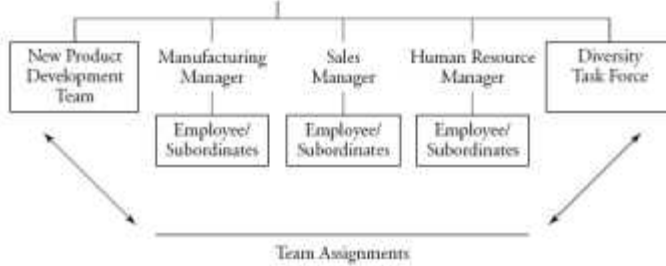 New Product
Development
Team
Manufacturing
Manager
Sales
Manager
Human Resource
Manager
Diversity
Task Force
Employee/
Subordinates
Employee/
Subordinates
Employee/
Subordinates
Team Assignments